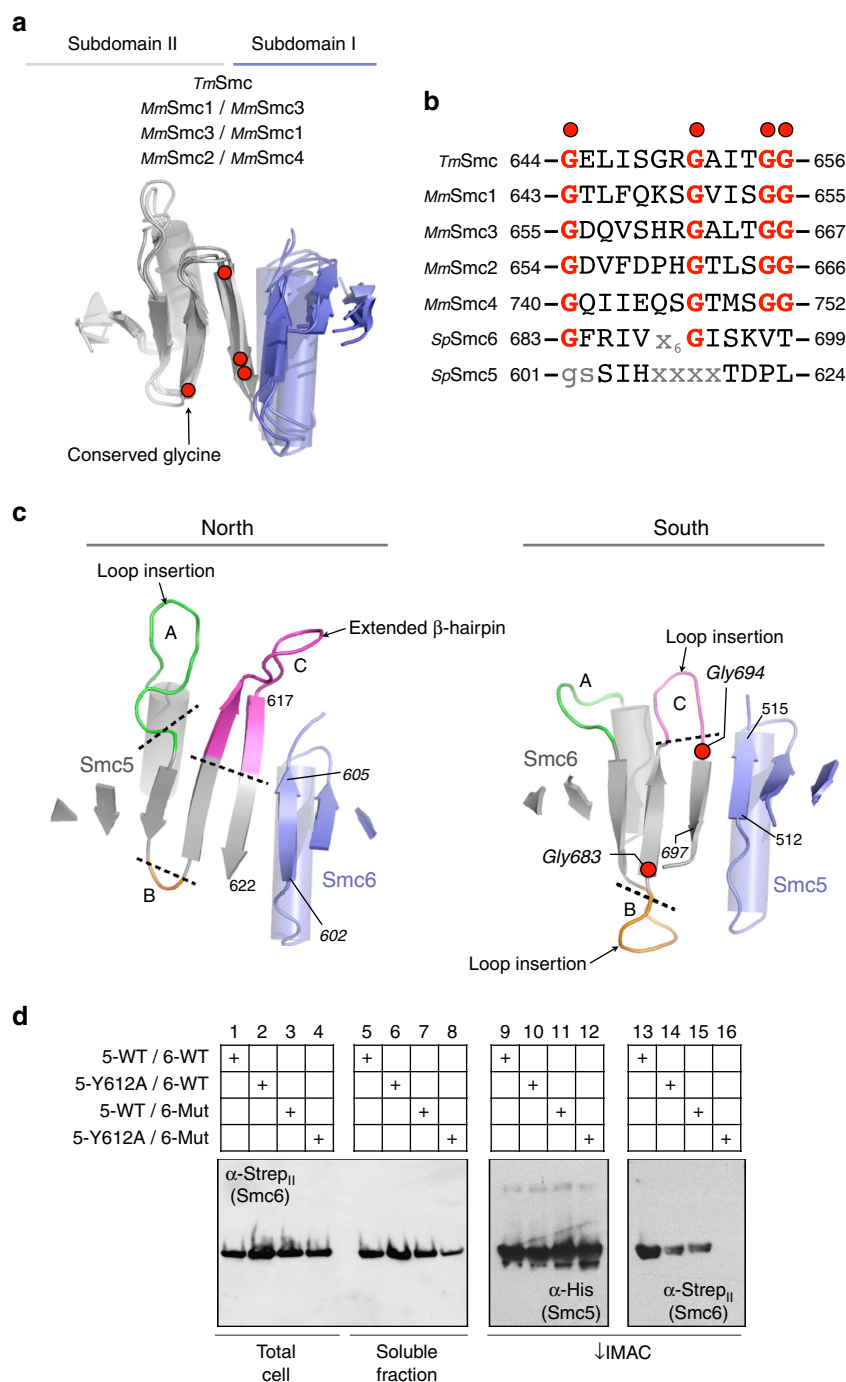 a
Subdomain II
Subdomain I
TmSmc
MmSmc1 / MmSmc3
MmSmc3 / MmSmc1
MmSmc2 / MmSmc4
Conserved glycine
b
TmSmc 644 – GELISGRGAITGG – 656
MmSmc1 643 – GTLFQKSGVISGG – 655
MmSmc3 655 – GDQVSHRGALTGG – 667
MmSmc2 654 – GDVFDPHGTLSGG – 666
MmSmc4 740 – GQIIEQSGTMSGG – 752
SpSmc6 683 – GFRIV x6 GISKVT – 699
SpSmc5 601 – gsSIHxxxxTDPL – 624
c
North
South
Loop insertion
A
Extended β-hairpin
C
617
Smc5
605
B
622
Smc6
602
Loop insertion
A
C
Gly694
515
Smc6
Gly683
697
512
Smc5
B
Loop insertion
d
1 2 3 4 5 6 7 8 9 10 11 12 13 14 15 16
5-WT / 6-WT + + + +
5-Y612A / 6-WT + + + +
5-WT / 6-Mut + + + +
5-Y612A / 6-Mut + + + +
α-StrepII
(Smc6)
α-His
(Smc5)
α-StrepII
(Smc6)
Total
cell
Soluble
fraction
↓IMAC